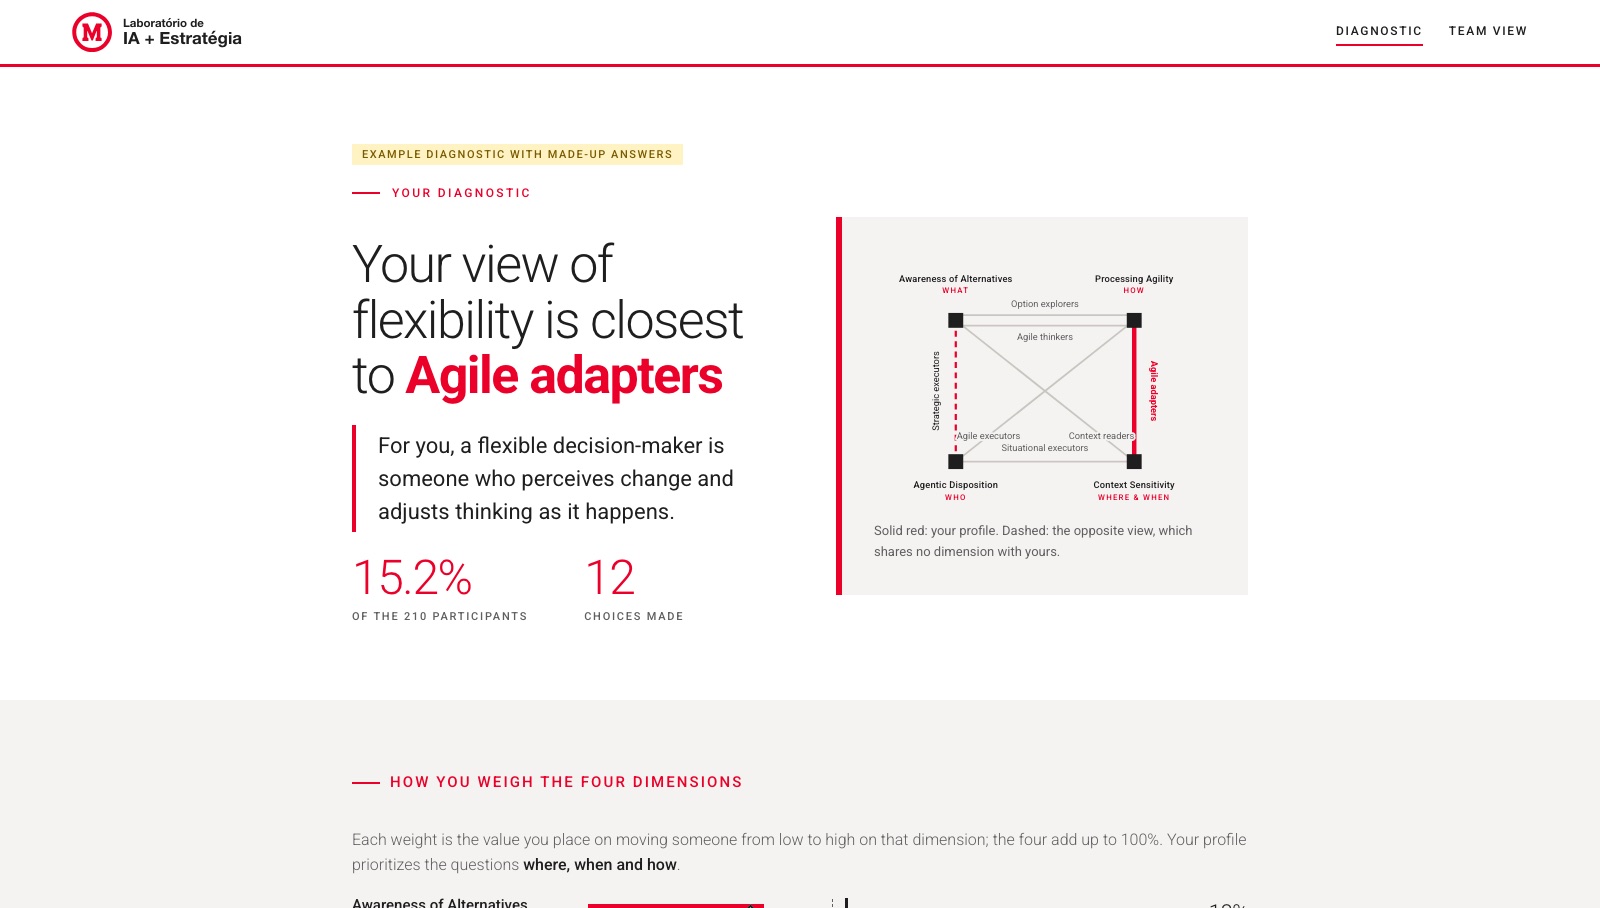 M
Laboratório de
IA + Estratégia
DIAGNOSTIC
TEAM VIEW
EXAMPLE DIAGNOSTIC WITH MADE-UP ANSWERS
YOUR DIAGNOSTIC
Your view of
flexibility is closest
to Agile adapters
For you, a flexible decision-maker is
someone who perceives change and
adjusts thinking as it happens.
15.2%
OF THE 210 PARTICIPANTS
12
CHOICES MADE
Awareness of Alternatives
WHAT
Processing Agility
HOW
Option explorers
Agile thinkers
Strategic executors
Agile adapters
Agile executors
Context readers
Situational executors
Agentic Disposition
WHO
Context Sensitivity
WHERE & WHEN
Solid red: your profile. Dashed: the opposite view, which
shares no dimension with yours.
HOW YOU WEIGH THE FOUR DIMENSIONS
Each weight is the value you place on moving someone from low to high on that dimension; the four add up to 100%. Your profile
prioritizes the questions where, when and how.
Awareness of Alternatives